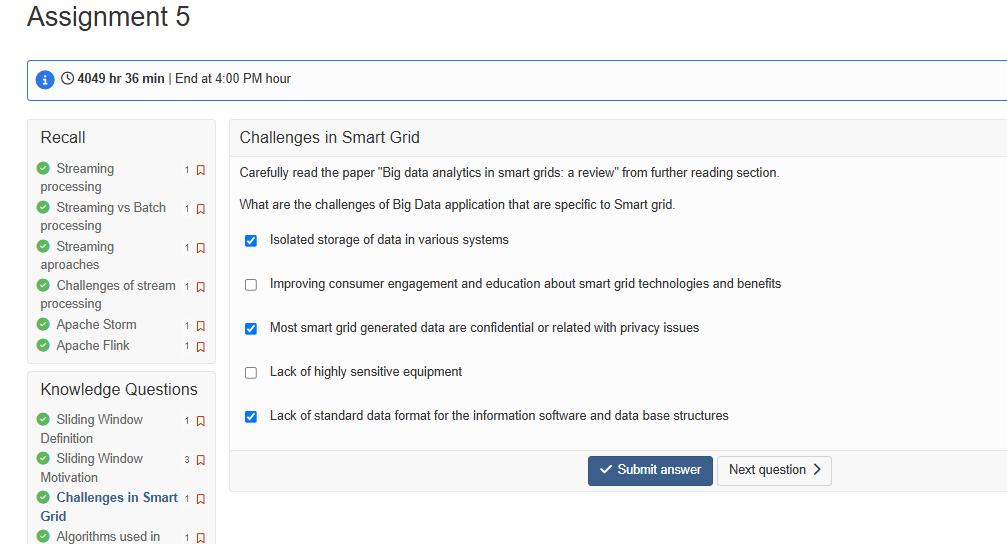 Assignment 5
4049 hr 36 min | End at 4:00 PM hour
Recall
Streaming 1
processing
Streaming vs Batch 1
processing
Streaming 1
aproaches
Challenges of stream 1
processing
Apache Storm 1
Apache Flink 1
Knowledge Questions
Sliding Window 1
Definition
Sliding Window 3
Motivation
Challenges in Smart 1
Grid
Algorithms used in 1
Challenges in Smart Grid
Carefully read the paper "Big data analytics in smart grids: a review" from further reading section.
What are the challenges of Big Data application that are specific to Smart grid.
Isolated storage of data in various systems
Improving consumer engagement and education about smart grid technologies and benefits
Most smart grid generated data are confidential or related with privacy issues
Lack of highly sensitive equipment
Lack of standard data format for the information software and data base structures
Submit answer
Next question